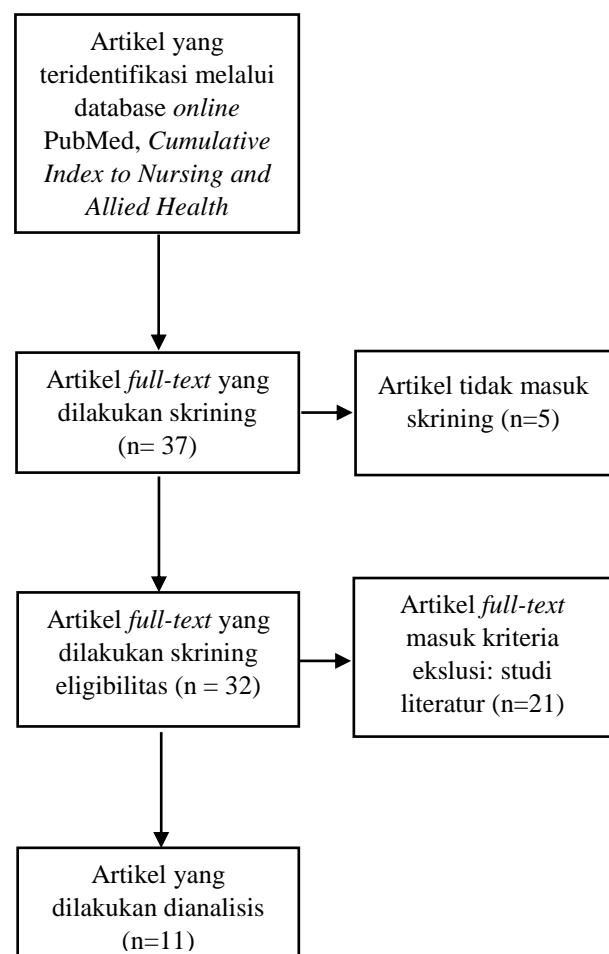 Artikel yang
teridentifikasi melalui
database online
PubMed, Cumulative
Index to Nursing and
Allied Health
Artikel full-text yang
dilakukan skrining
(n= 37)
Artikel tidak masuk
skrining (n=5)
Artikel full-text yang
dilakukan skrining
eligibilitas (n = 32)
Artikel full-text
masuk kriteria
ekslusi: studi
literatur (n=21)
Artikel yang
dilakukan dianalisis
(n=11)